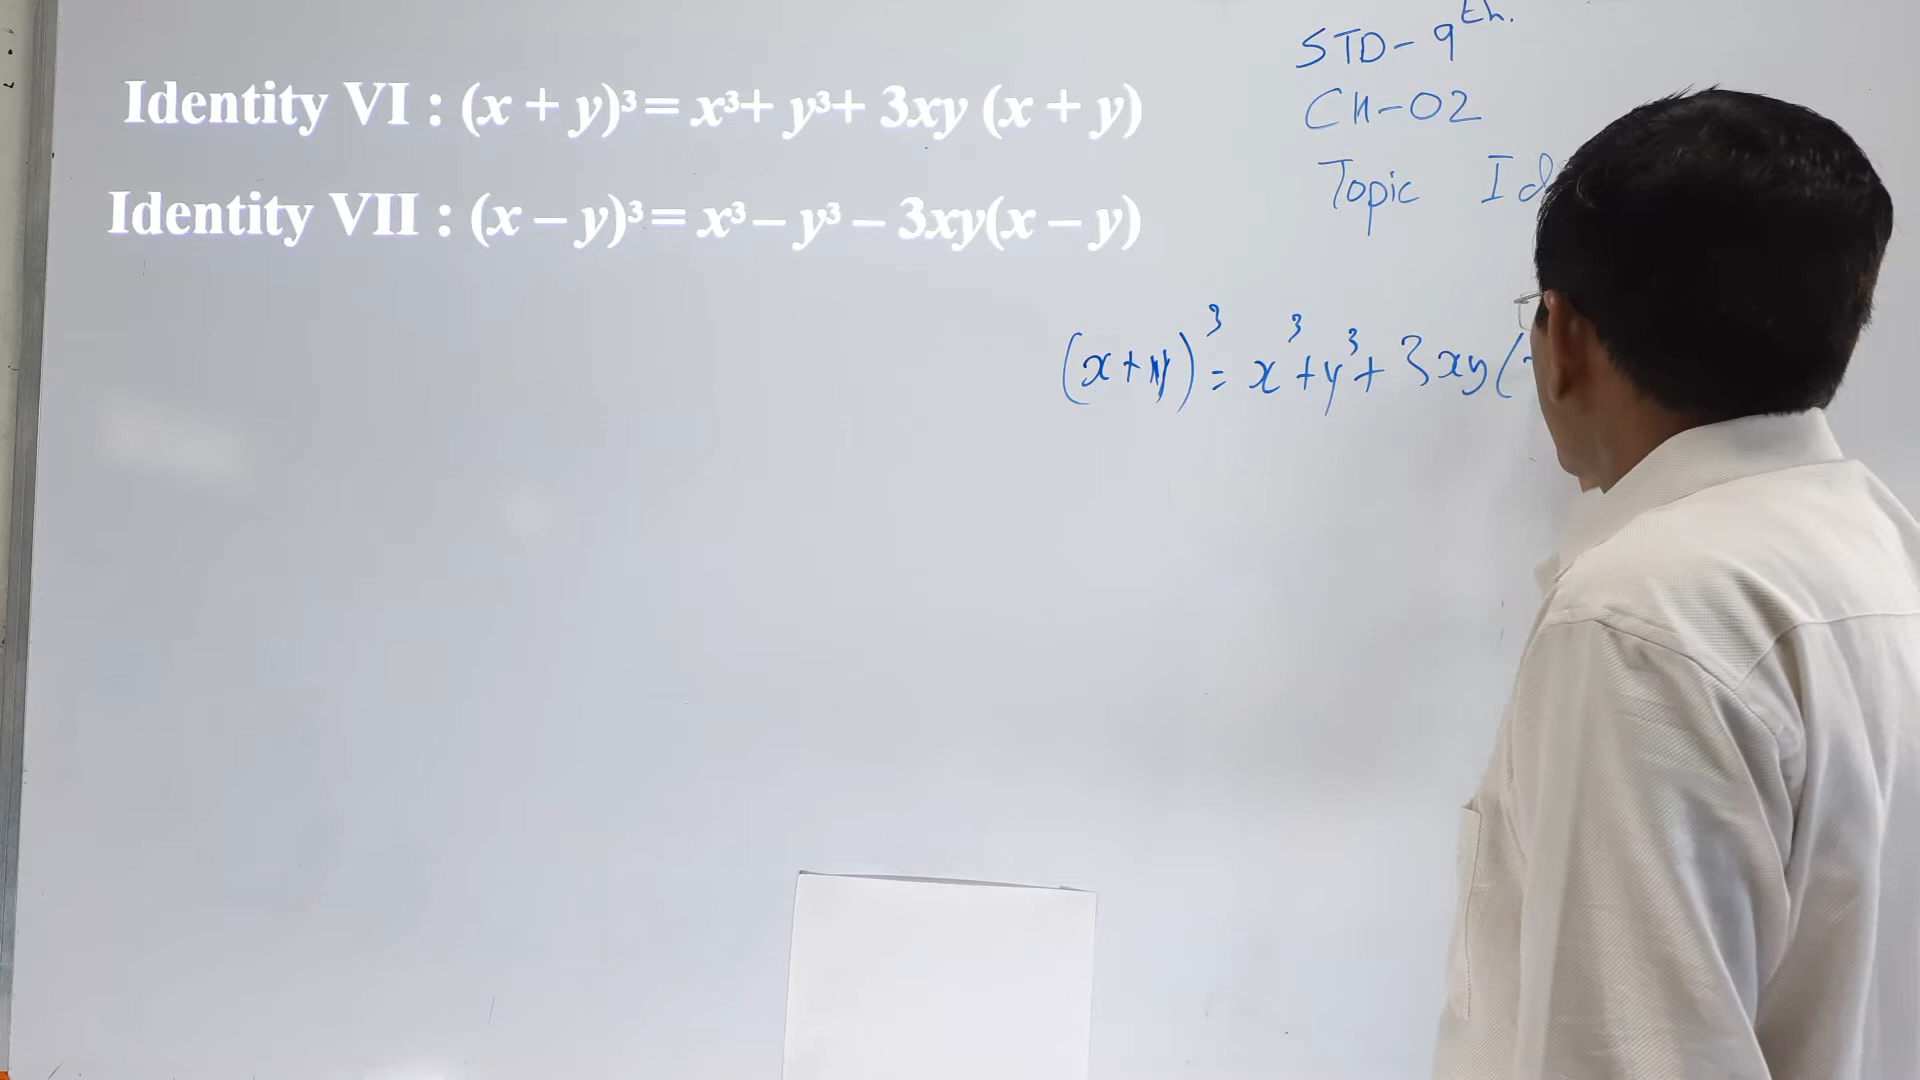 Identity VI : (x + y)³ = x³ + y³ + 3xy (x + y)
Identity VII : (x – y)³ = x³ – y³ – 3xy(x – y)
STD - 9th.
CH-02
Topic
(x+y)³ = x³+y³+ 3xy(